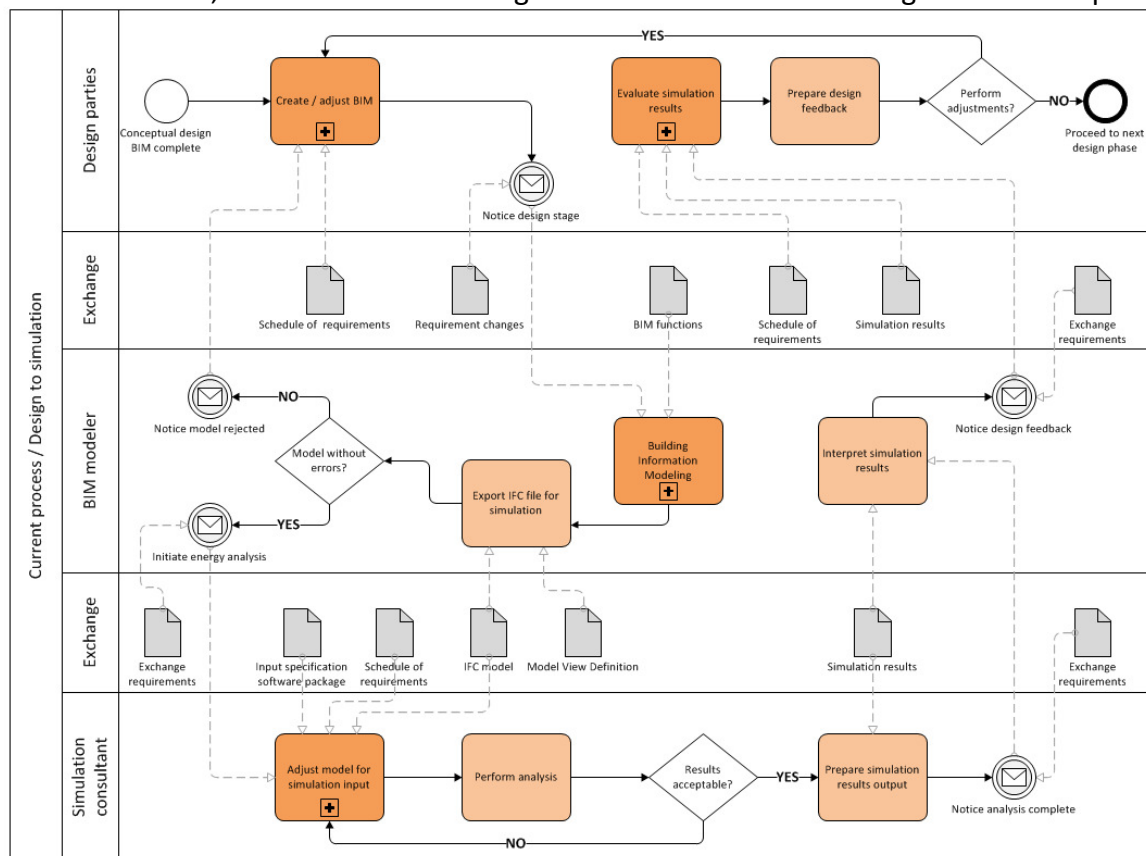 Current process / Design to simulation
Design parties
YES
Create / adjust BIM
Evaluate simulation
results
Prepare design
feedback
Perform
adjustments?
NO
Conceptual design
BIM complete
Proceed to next
design phase
Notice design stage
Exchange
Schedule of requirements
Requirement changes
BIM functions
Schedule of
requirements
Simulation results
Exchange
requirements
BIM modeler
Notice model rejected
NO
Model without
errors?
YES
Initiate energy analysis
Export IFC file for
simulation
Building
Information
Modeling
Interpret simulation
results
Notice design feedback
Exchange
Exchange
requirements
Input specification
software package
Schedule of
requirements
IFC model
Model View Definition
Simulation results
Exchange
requirements
Simulation
consultant
Adjust model for
simulation input
Perform analysis
Results
acceptable?
YES
Prepare simulation
results output
Notice analysis complete
NO